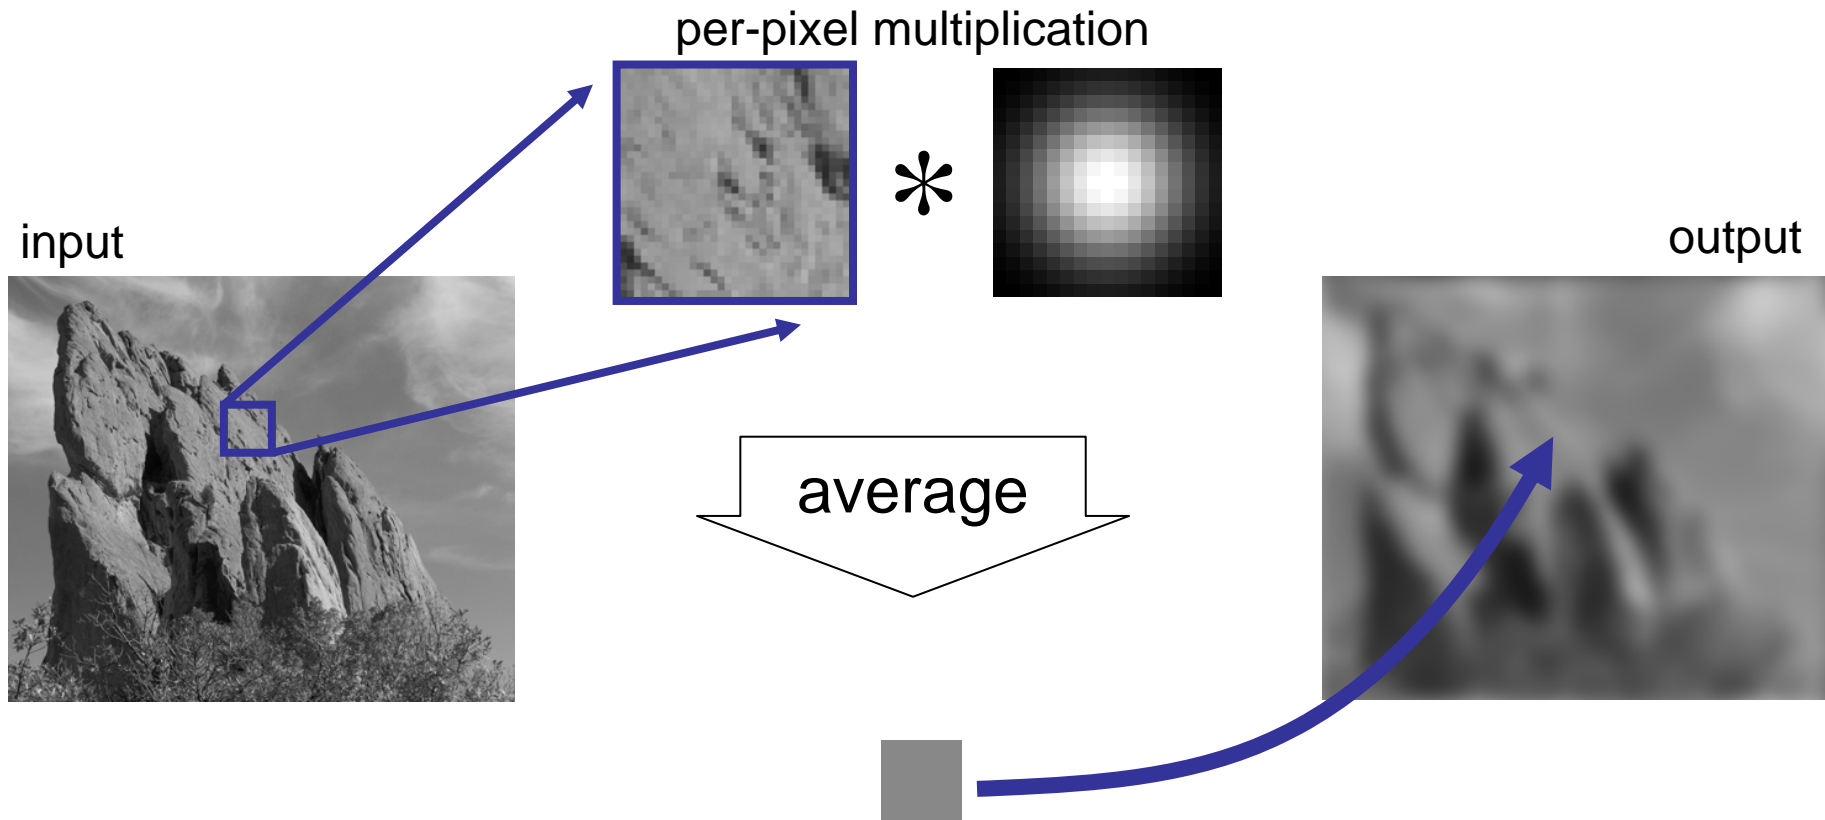 per-pixel multiplication
*
input
output
average